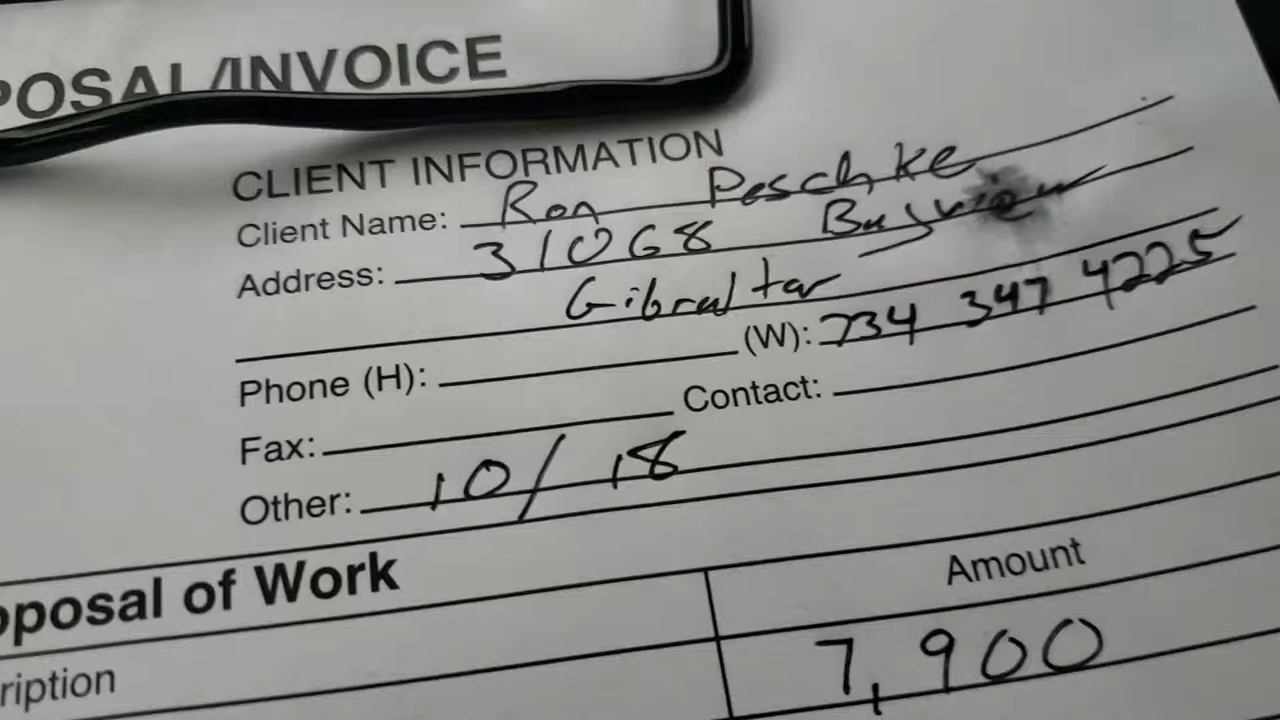 POSAL/INVOICE
CLIENT INFORMATION
Client Name: Ron Peschke
Address: 31068 Bayview
Gibraltar
Phone (H): (W): 734 347 4225
Fax: Contact:
Other: 10/18
oposal of Work
Amount
ription
7,900